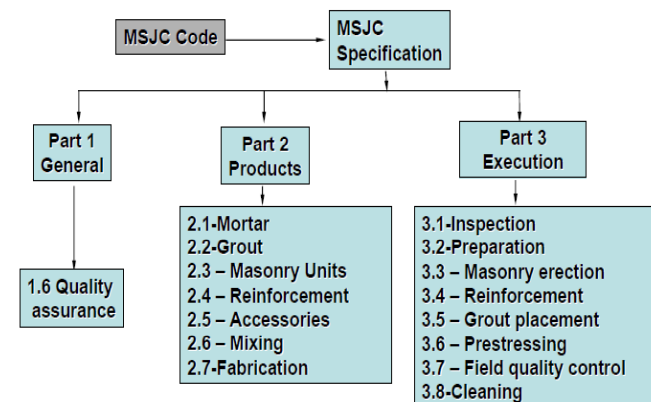 MSJC Code
MSJC
Specification
Part 1
General
Part 2
Products
Part 3
Execution
1.6 Quality
assurance
2.1-Mortar
2.2-Grout
2.3 – Masonry Units
2.4 – Reinforcement
2.5 – Accessories
2.6 – Mixing
2.7-Fabrication
3.1-Inspection
3.2-Preparation
3.3 – Masonry erection
3.4 – Reinforcement
3.5 – Grout placement
3.6 – Prestressing
3.7 – Field quality control
3.8-Cleaning